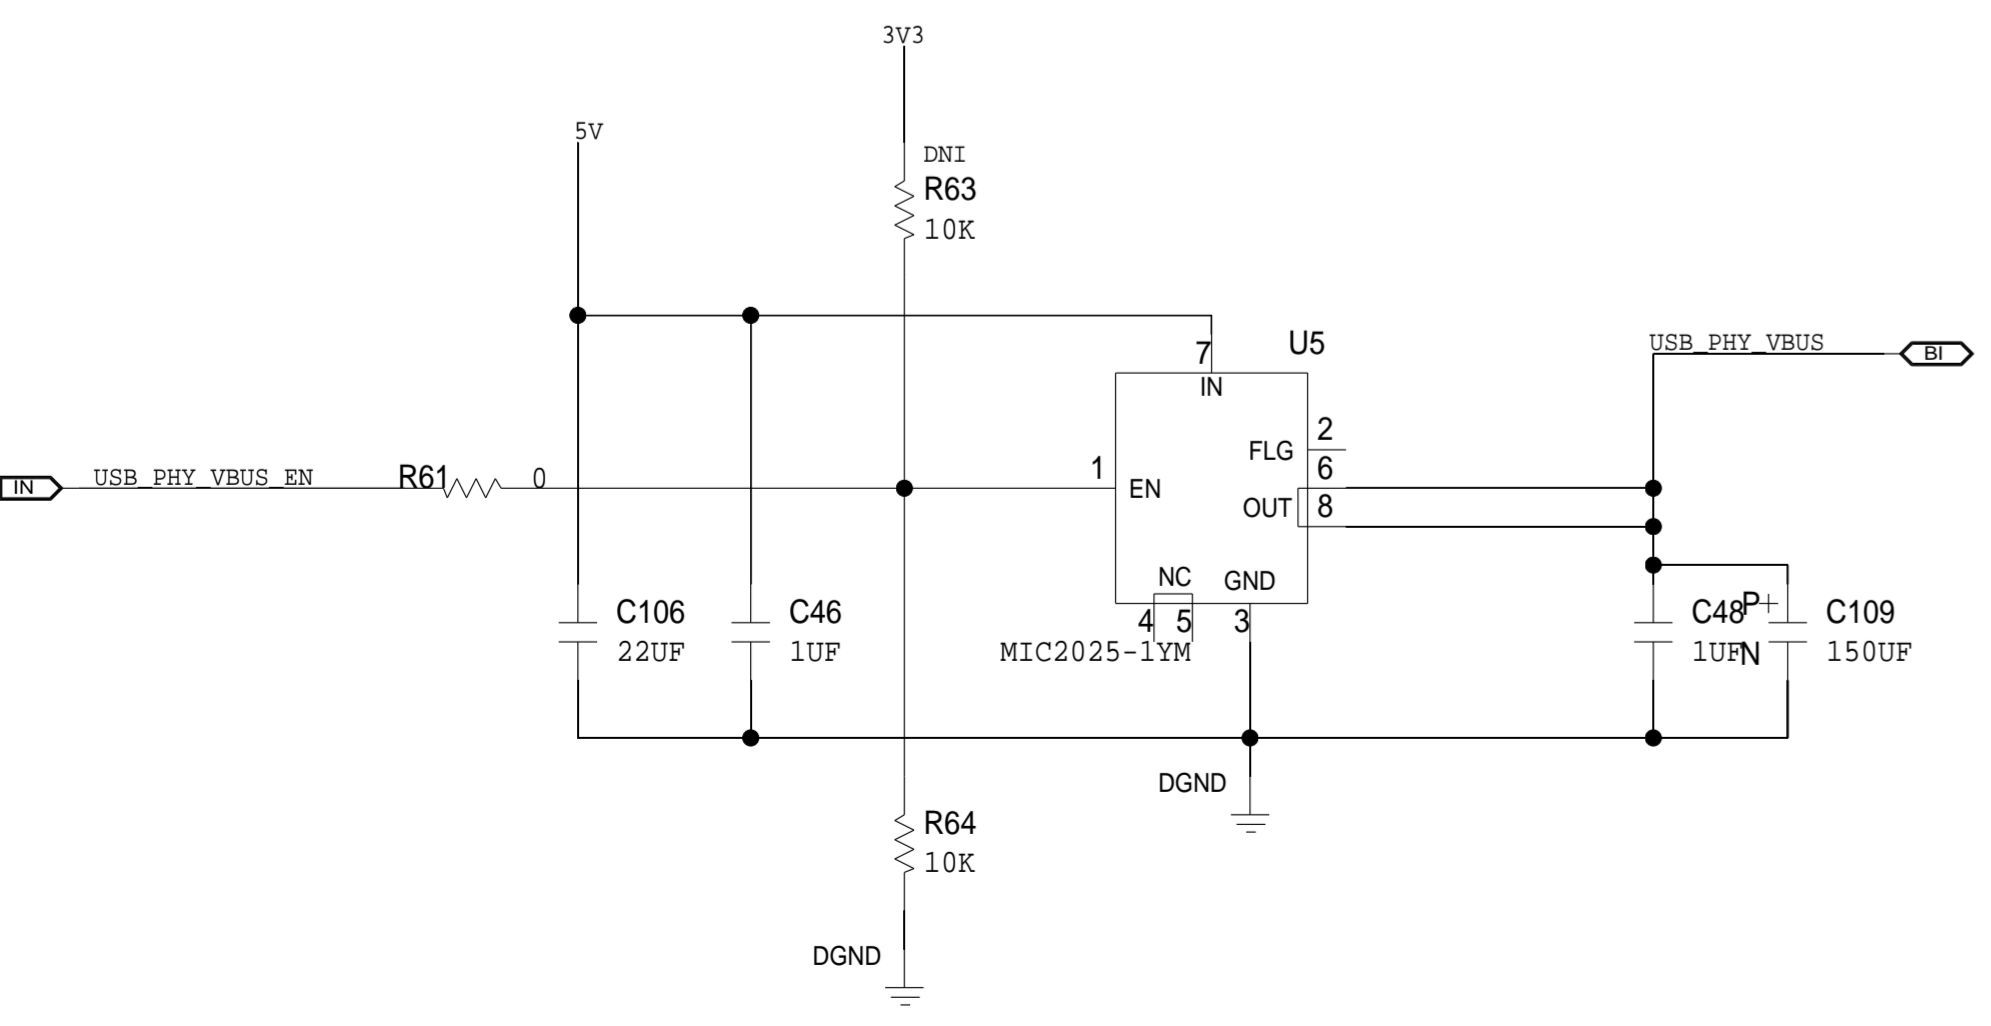 3V3
5V
DNI
R63
10K
U5
USB_PHY_VBUS
BI
7
IN
2
FLG
6
1
USB_PHY_VBUS_EN
R61
0
IN
EN
OUT
8
NC
GND
C106
C46
4
5
3
C48
P+
C109
22UF
1UF
MIC2025-1YM
1UF
N
150UF
DGND
R64
10K
DGND